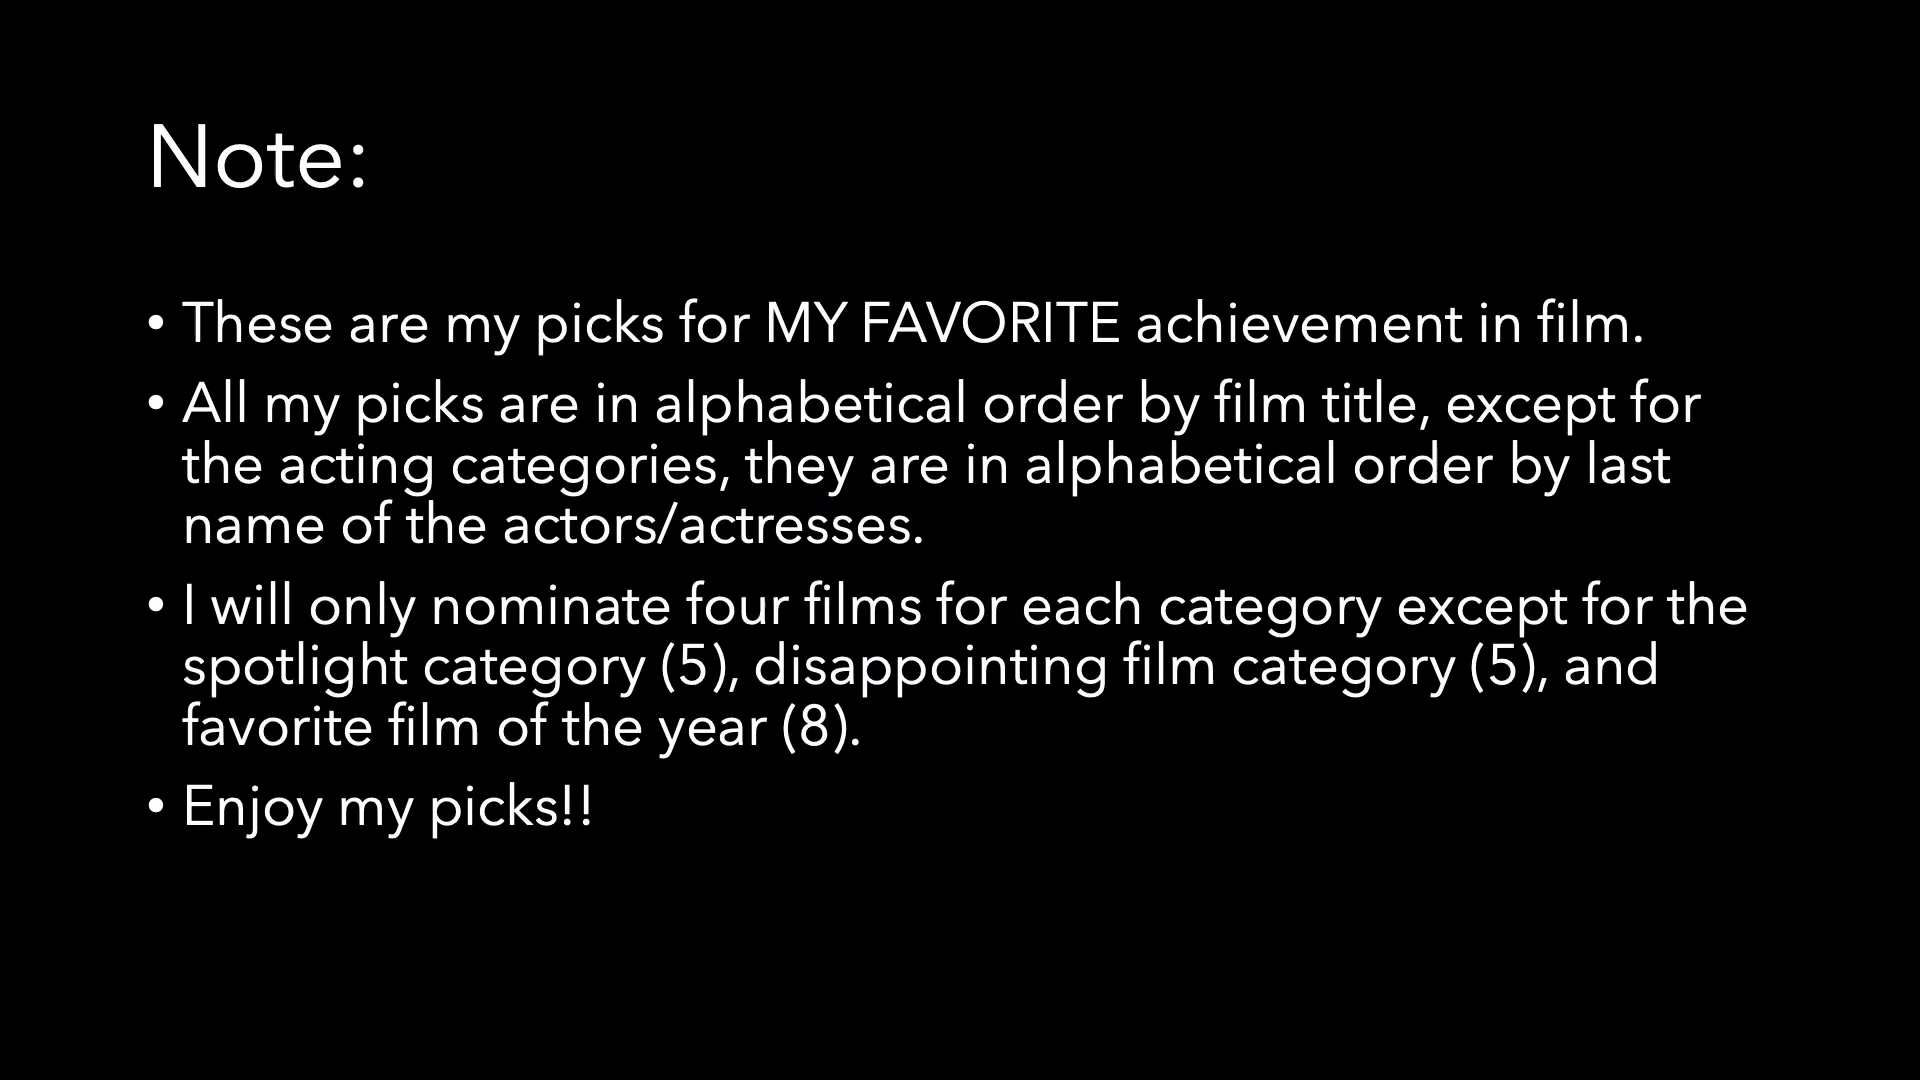 Note:
• These are my picks for MY FAVORITE achievement in film.
• All my picks are in alphabetical order by film title, except for
the acting categories, they are in alphabetical order by last
name of the actors/actresses.
• I will only nominate four films for each category except for the
spotlight category (5), disappointing film category (5), and
favorite film of the year (8).
• Enjoy my picks!!